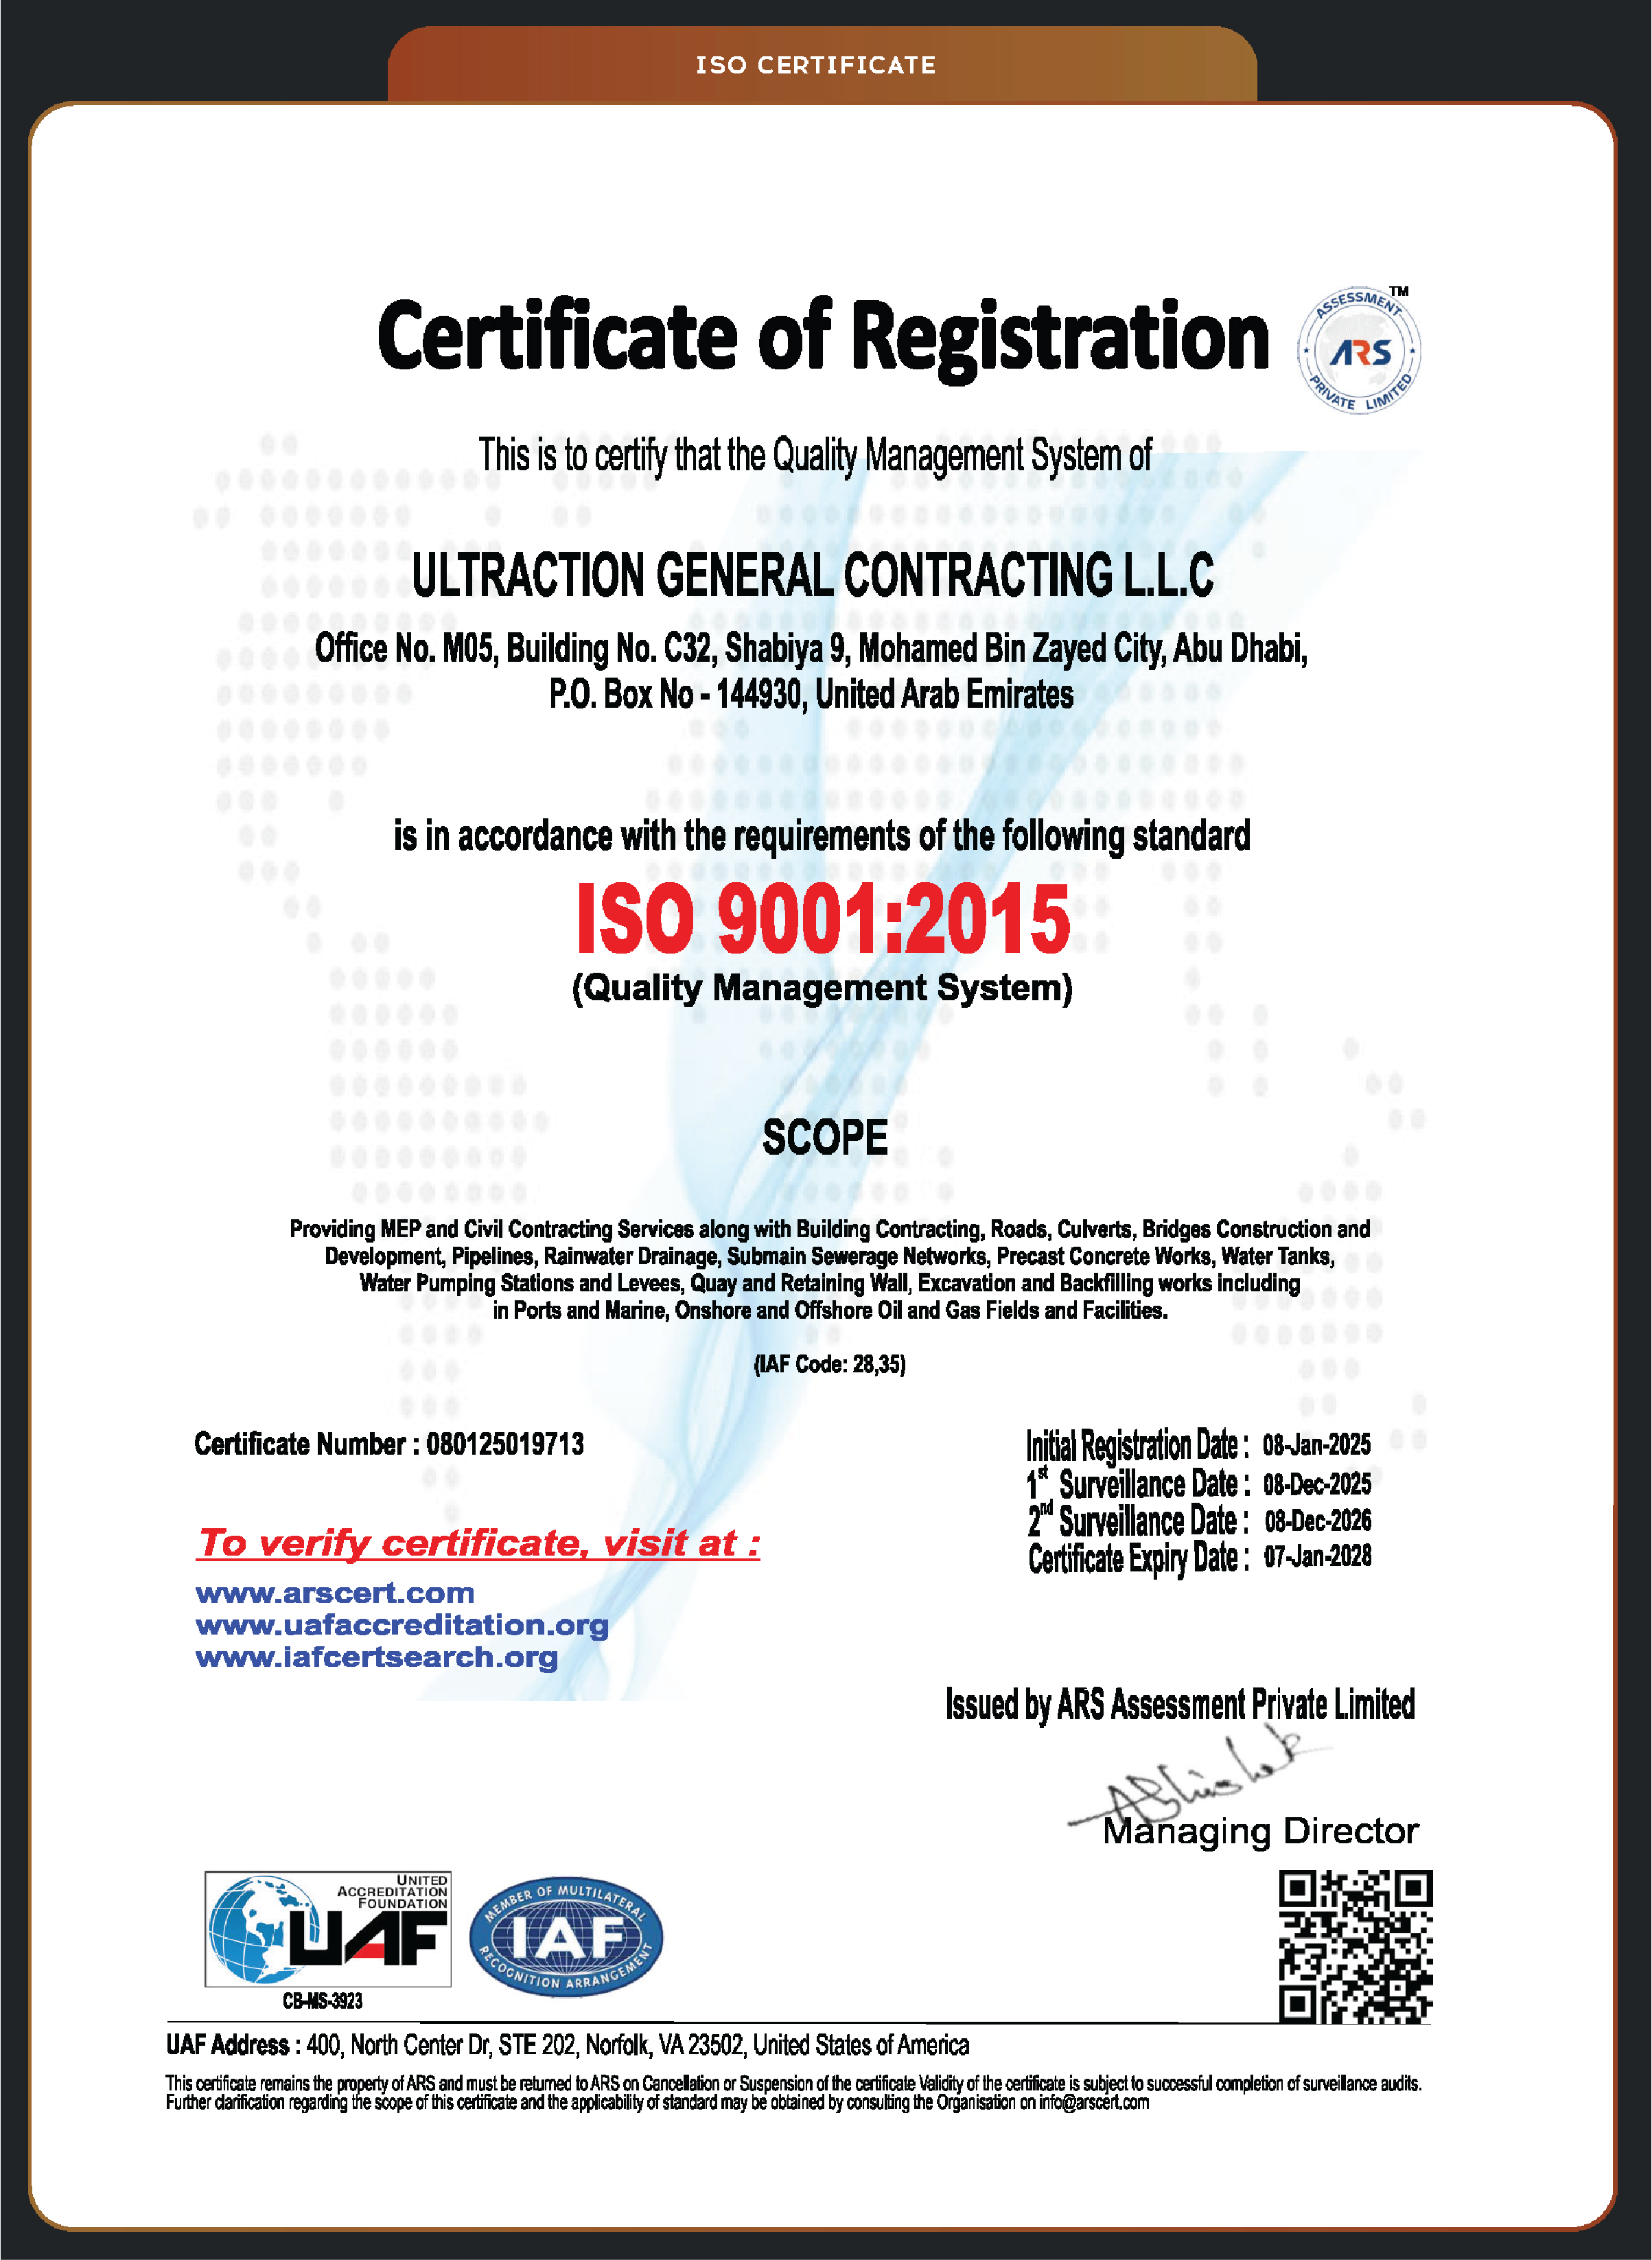 ISO CERTIFICATE
Certificate of Registration
TM
ASSESSMENT
ARS
PRIVATE LIMITED
This is to certify that the Quality Management System of
ULTRACTION GENERAL CONTRACTING L.L.C
Office No. M05, Building No. C32, Shabiya 9, Mohamed Bin Zayed City, Abu Dhabi,
P.O. Box No - 144930, United Arab Emirates
is in accordance with the requirements of the following standard
ISO 9001:2015
(Quality Management System)
SCOPE
Providing MEP and Civil Contracting Services along with Building Contracting, Roads, Culverts, Bridges Construction and
Development, Pipelines, Rainwater Drainage, Submain Sewerage Networks, Precast Concrete Works, Water Tanks,
Water Pumping Stations and Levees, Quay and Retaining Wall, Excavation and Backfilling works including
in Ports and Marine, Onshore and Offshore Oil and Gas Fields and Facilities.
(IAF Code: 28,35)
Certificate Number : 080125019713
Initial Registration Date : 08-Jan-2025
1st Surveillance Date : 08-Dec-2025
2nd Surveillance Date : 08-Dec-2026
Certificate Expiry Date : 07-Jan-2028
To verify certificate, visit at :
www.arscert.com
www.uafaccreditation.org
www.iafcertsearch.org
Issued by ARS Assessment Private Limited
Abhishek
Managing Director
UNITED
ACCREDITATION
FOUNDATION
UAF
CB-MS-3923
MEMBER OF MULTILATERAL
IAF
RECOGNITION ARRANGEMENT
UAF Address : 400, North Center Dr, STE 202, Norfolk, VA 23502, United States of America
This certificate remains the property of ARS and must be returned to ARS on Cancellation or Suspension of the certificate Validity of the certificate is subject to successful completion of surveillance audits.
Further clarification regarding the scope of this certificate and the applicability of standard may be obtained by consulting the Organisation on info@arscert.com